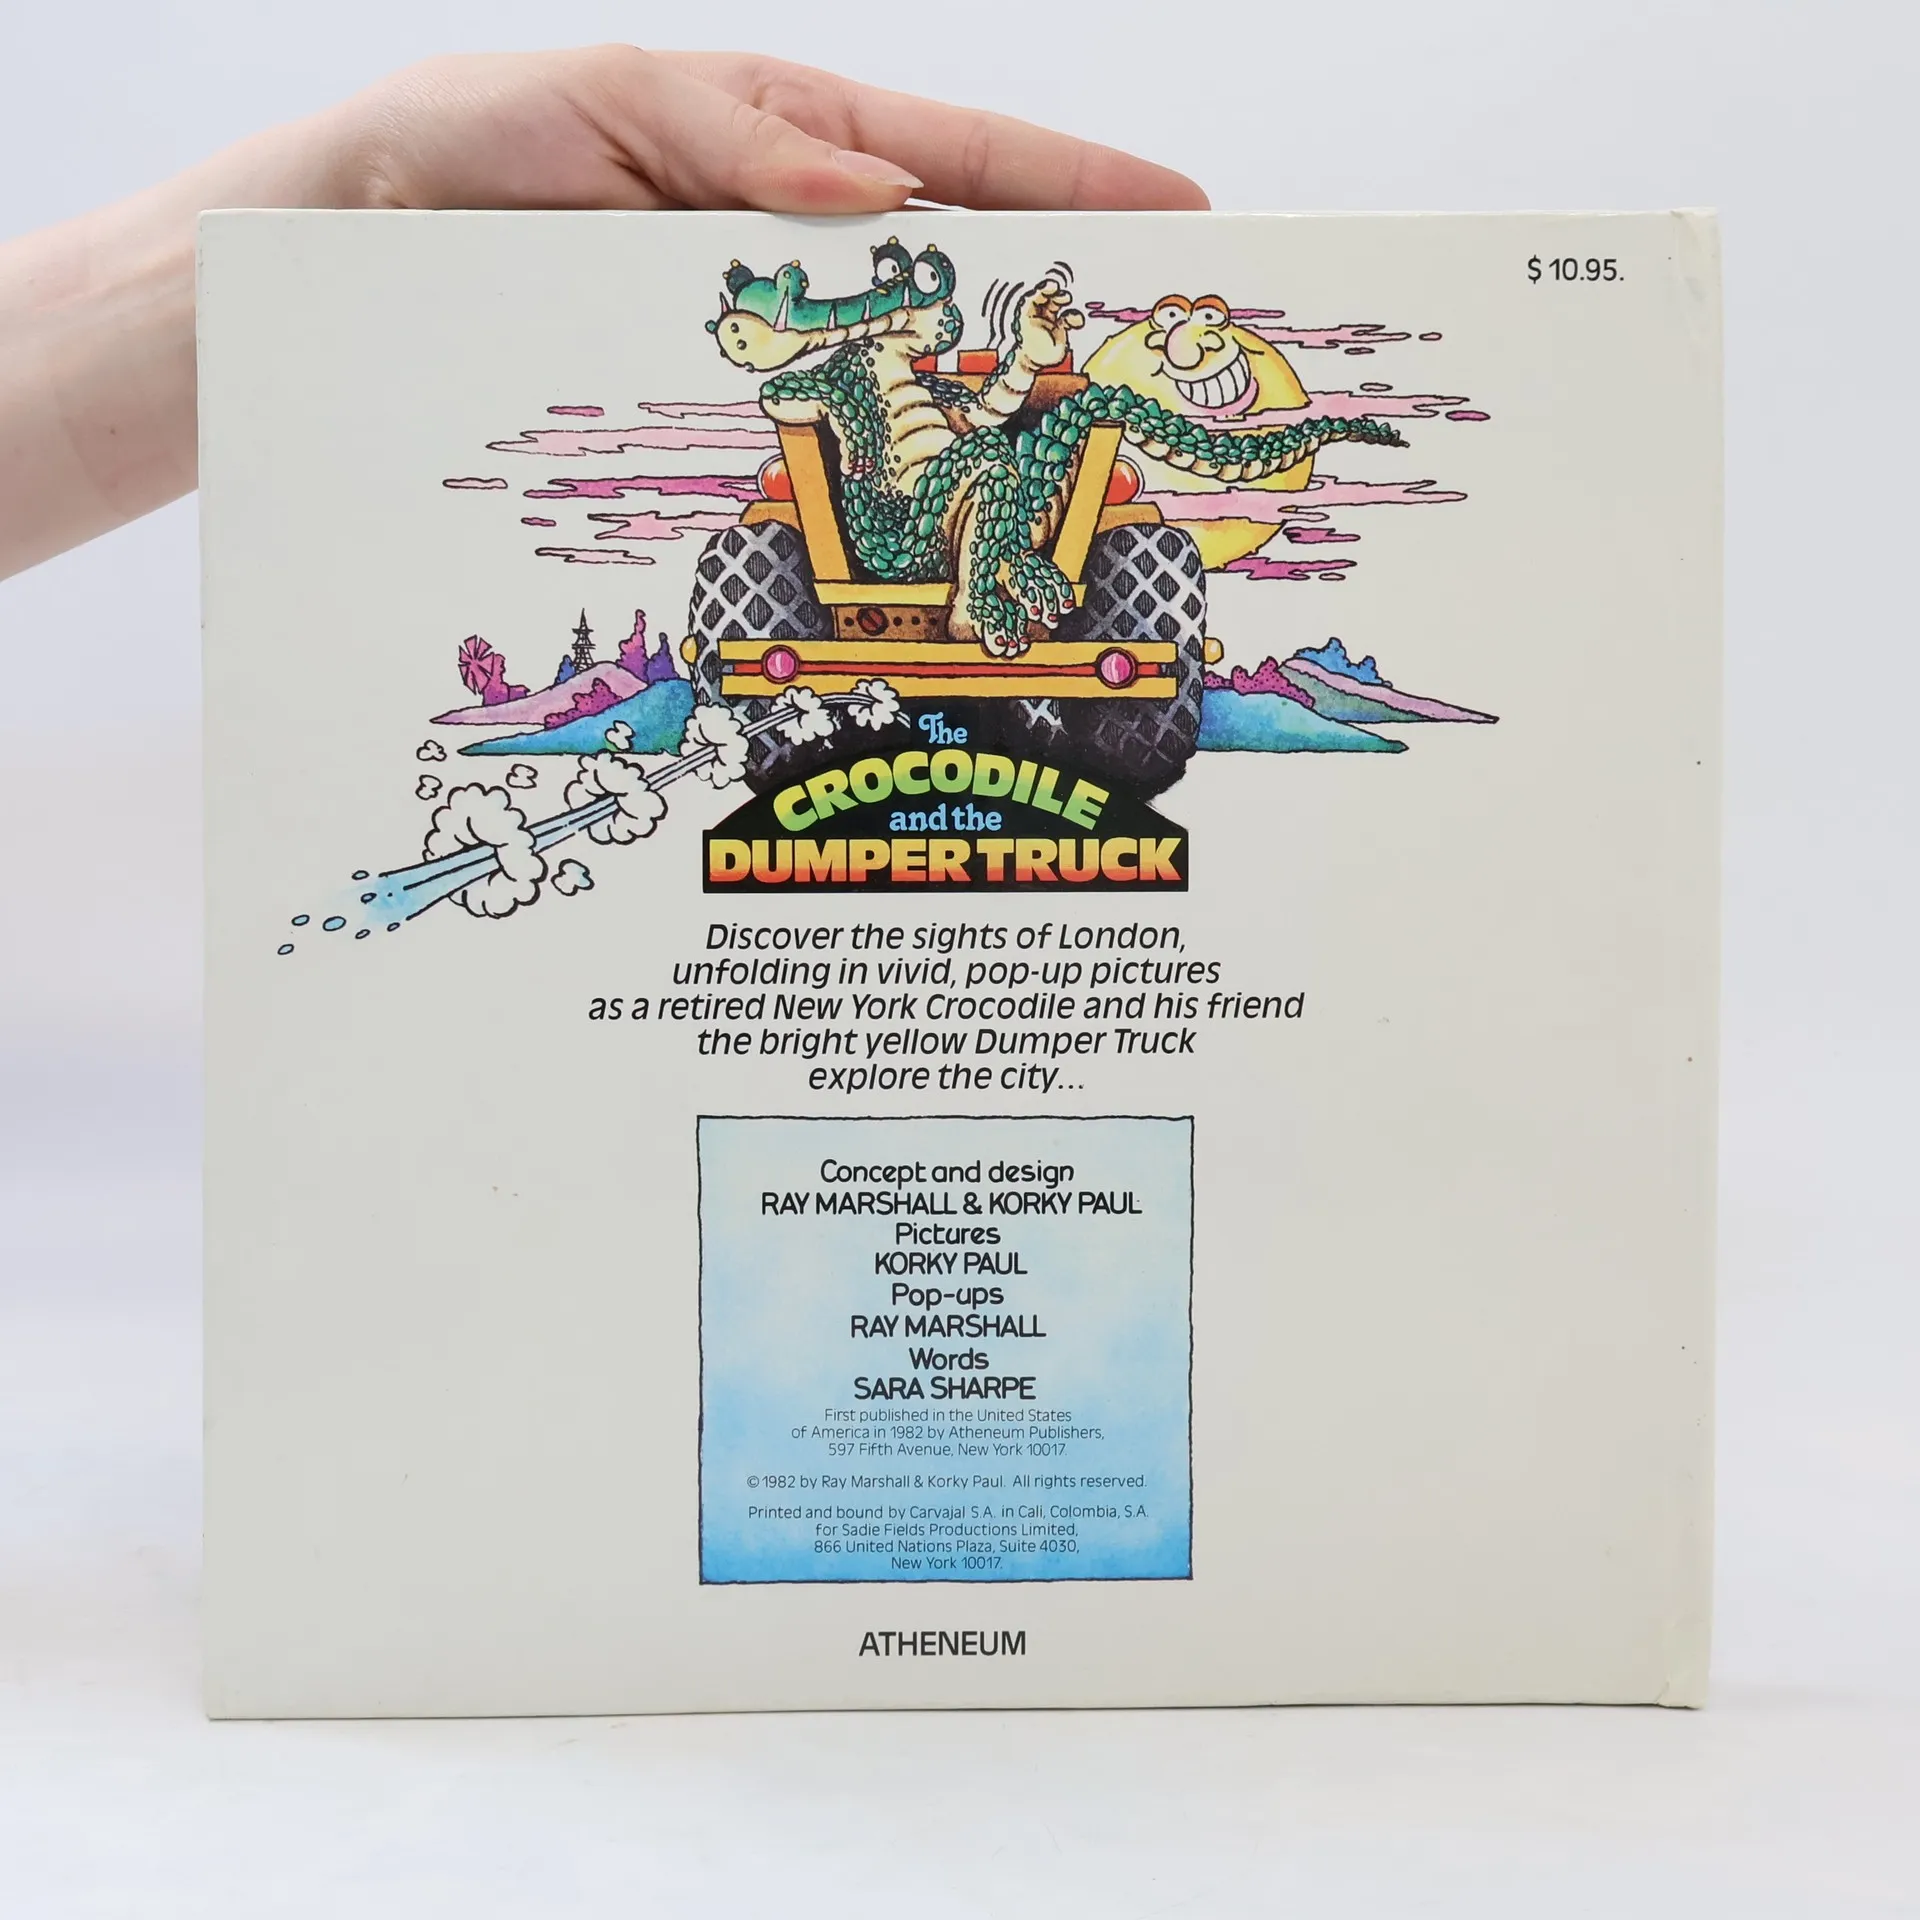 $ 10.95.
The
CROCODILE
and the
DUMPER TRUCK
Discover the sights of London,
unfolding in vivid, pop-up pictures
as a retired New York Crocodile and his friend
the bright yellow Dumper Truck
explore the city...
Concept and design
RAY MARSHALL & KORKY PAUL
Pictures
KORKY PAUL
Pop-ups
RAY MARSHALL
Words
SARA SHARPE
First published in the United States
of America in 1982 by Atheneum Publishers,
597 Fifth Avenue, New York 10017.
© 1982 by Ray Marshall & Korky Paul. All rights reserved.
Printed and bound by Carvajal S.A. in Cali, Colombia, S.A.
for Sadie Fields Productions Limited,
866 United Nations Plaza, Suite 4030,
New York 10017.
ATHENEUM